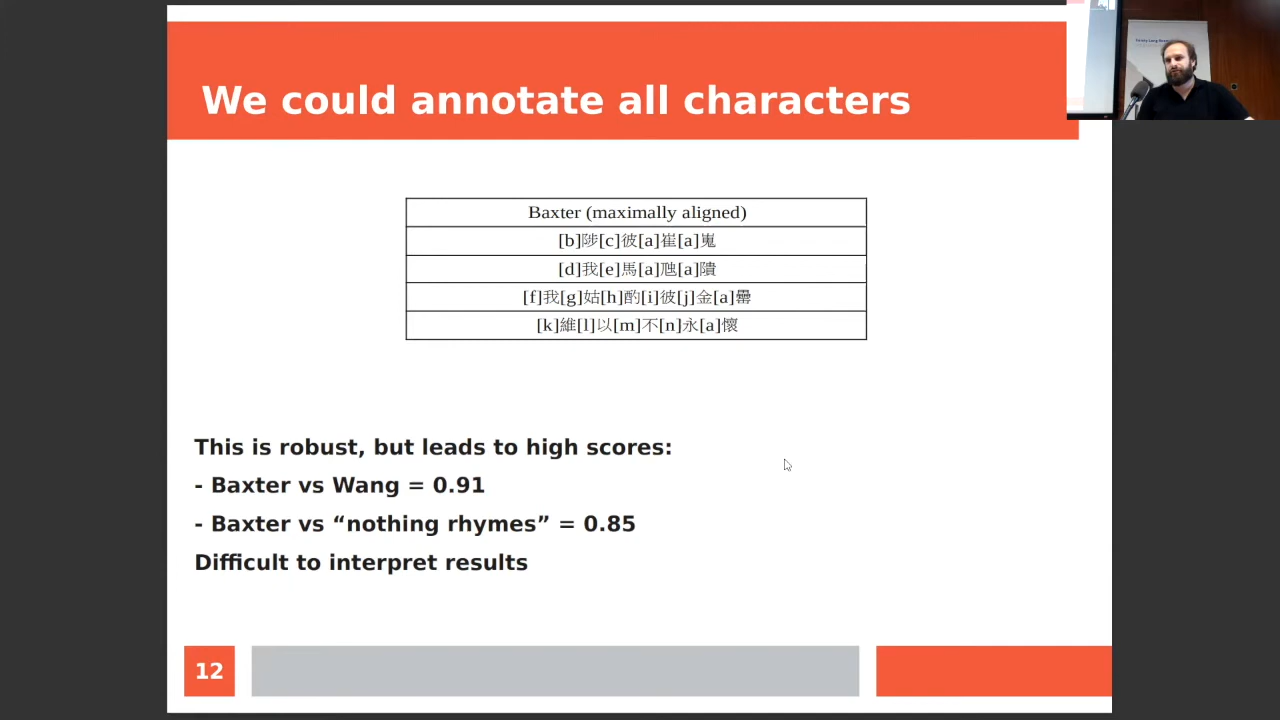 We could annotate all characters
Baxter (maximally aligned)
[b]陟[c]彼[a]崔[a]嵬
[d]我[e]馬[a]虺[a]隤
[f]我[g]姑[h]酌[i]彼[j]金[a]罍
[k]維[l]以[m]不[n]永[a]懷
This is robust, but leads to high scores:
- Baxter vs Wang = 0.91
- Baxter vs “nothing rhymes” = 0.85
Difficult to interpret results
12